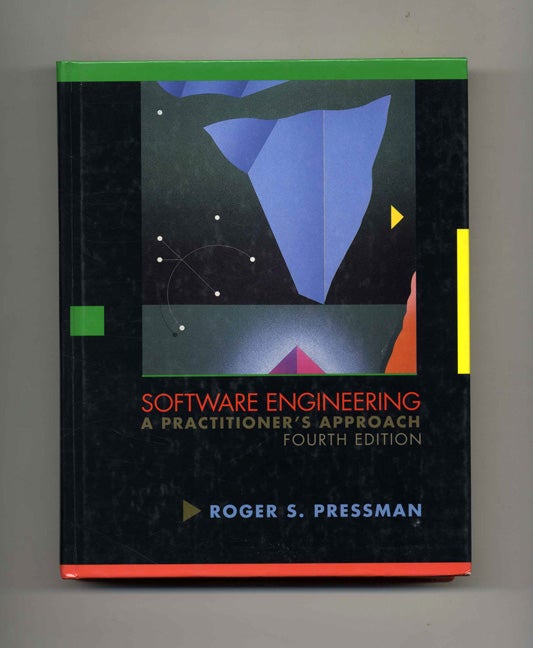 SOFTWARE ENGINEERING
A PRACTITIONER'S APPROACH
FOURTH EDITION
ROGER S. PRESSMAN